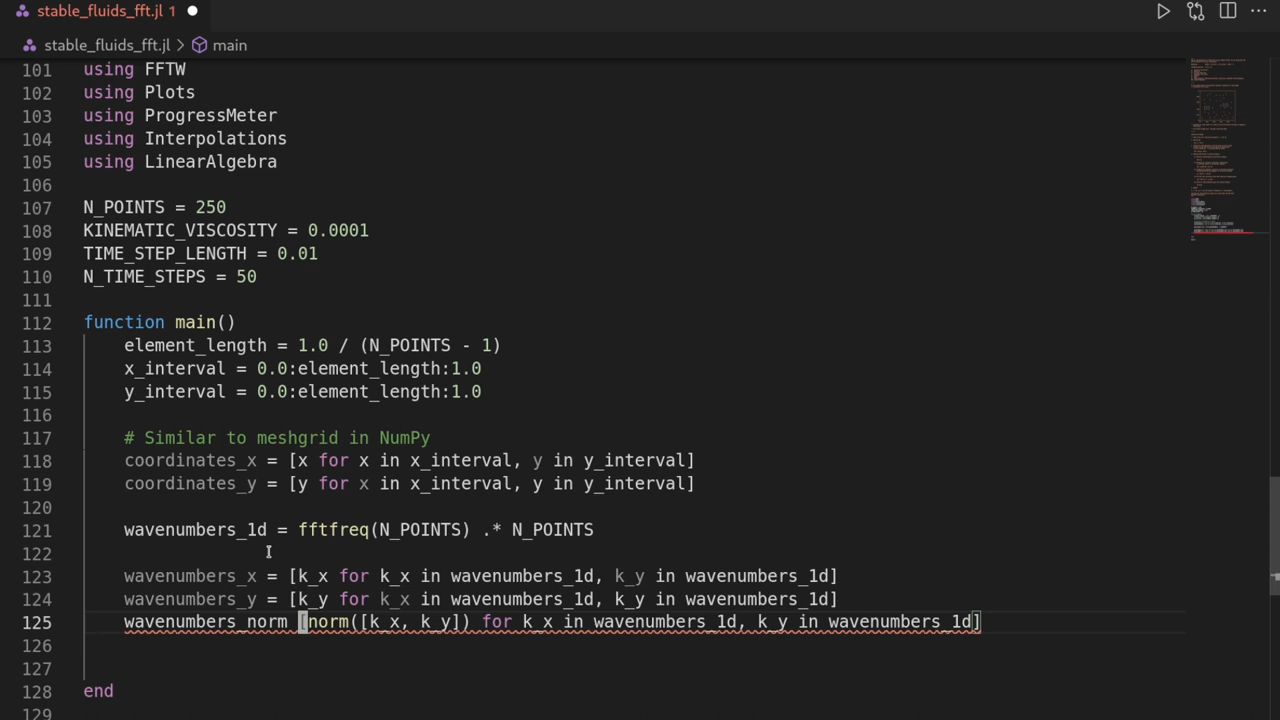 stable_fluids_fft.jl 1
stable_fluids_fft.jl > main
101 using FFTW
102 using Plots
103 using ProgressMeter
104 using Interpolations
105 using LinearAlgebra
106
107 N_POINTS = 250
108 KINEMATIC_VISCOSITY = 0.0001
109 TIME_STEP_LENGTH = 0.01
110 N_TIME_STEPS = 50
111
112 function main()
113 element_length = 1.0 / (N_POINTS - 1)
114 x_interval = 0.0:element_length:1.0
115 y_interval = 0.0:element_length:1.0
116
117 # Similar to meshgrid in NumPy
118 coordinates_x = [x for x in x_interval, y in y_interval]
119 coordinates_y = [y for x in x_interval, y in y_interval]
120
121 wavenumbers_1d = fftfreq(N_POINTS) .* N_POINTS
122
123 wavenumbers_x = [k_x for k_x in wavenumbers_1d, k_y in wavenumbers_1d]
124 wavenumbers_y = [k_y for k_x in wavenumbers_1d, k_y in wavenumbers_1d]
125 wavenumbers_norm [norm([k_x, k_y]) for k_x in wavenumbers_1d, k_y in wavenumbers_1d]
126
127
128 end
129